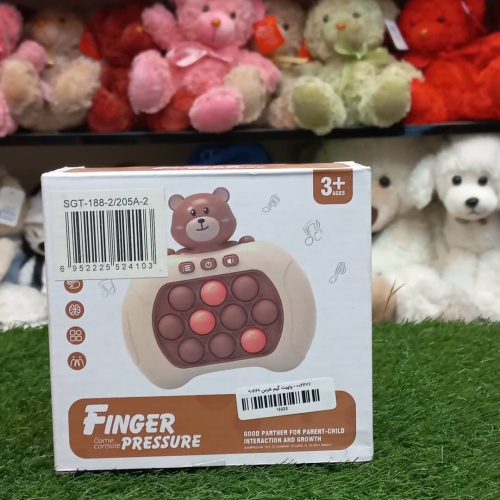 SGT-188-2/205A-2
6 952225 524103
3+
AGES
FINGER
Game console PRESSURE
GOOD PARTNER FOR PARENT-CHILD
INTERACTION AND GROWTH